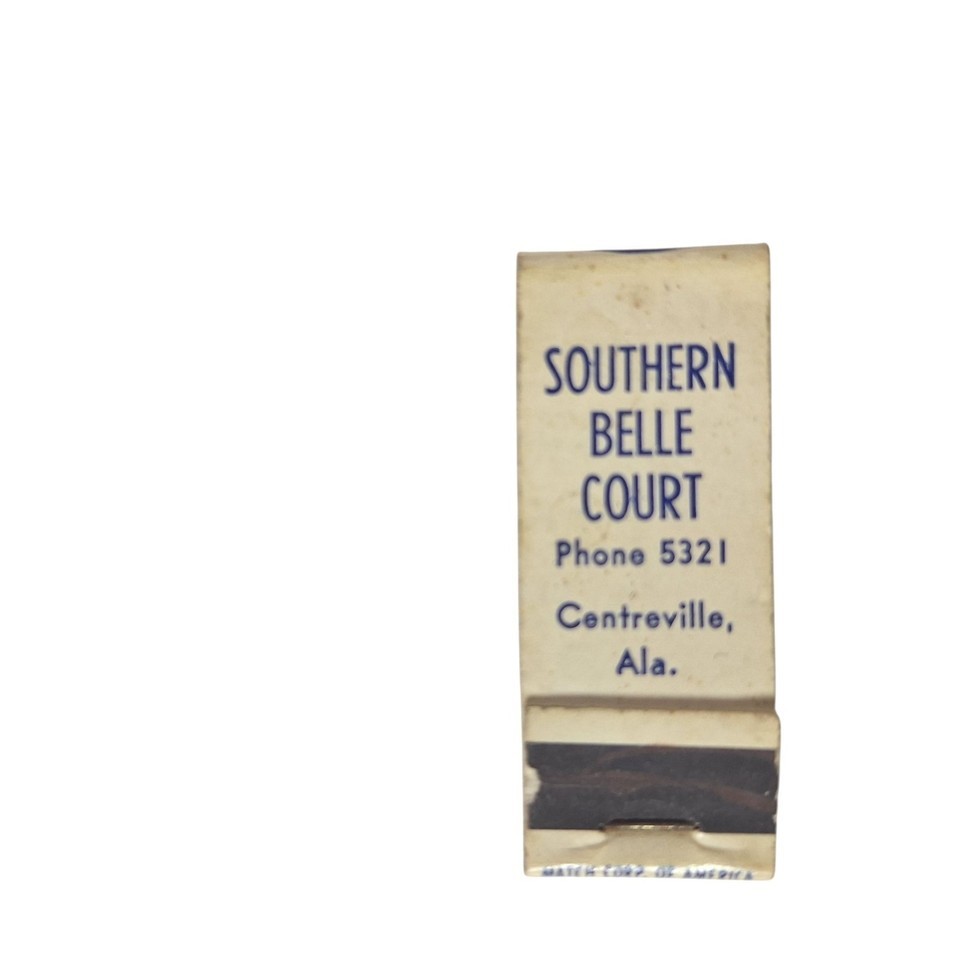 SOUTHERN
BELLE
COURT
Phone 5321
Centreville,
Ala.
MATCH CORP. OF AMERICA